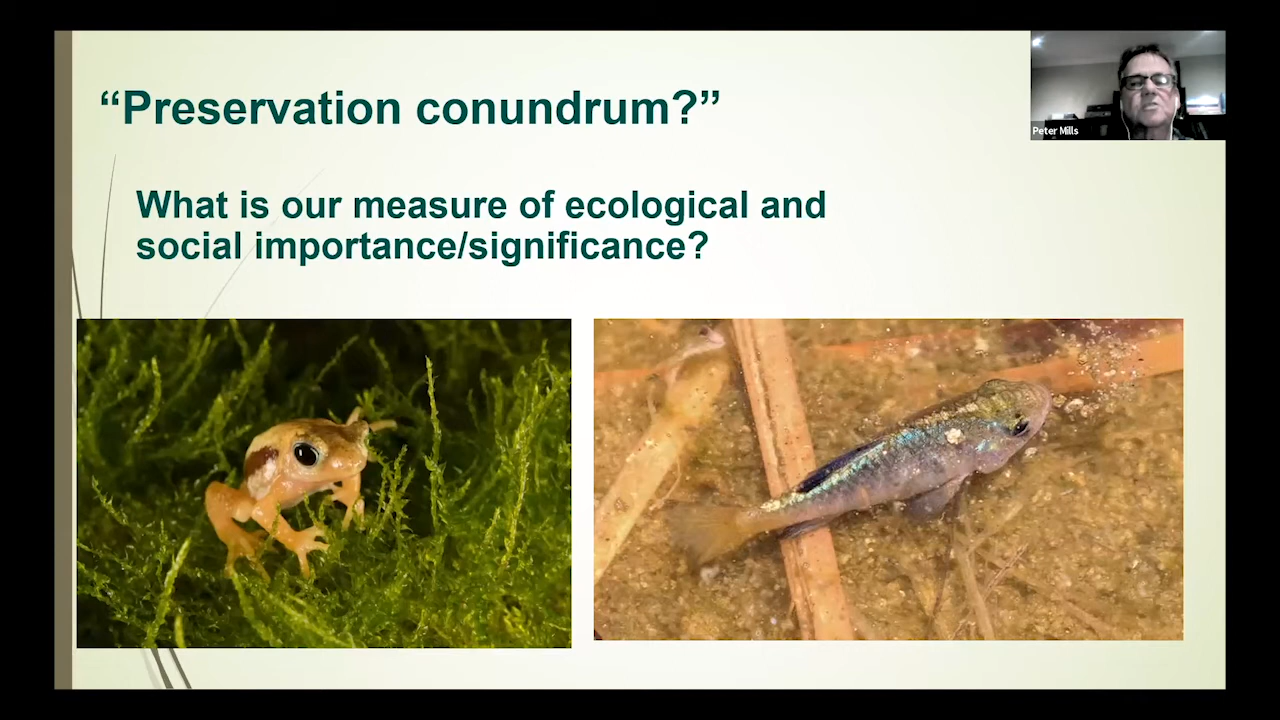 “Preservation conundrum?”
Peter Mills
What is our measure of ecological and
social importance/significance?